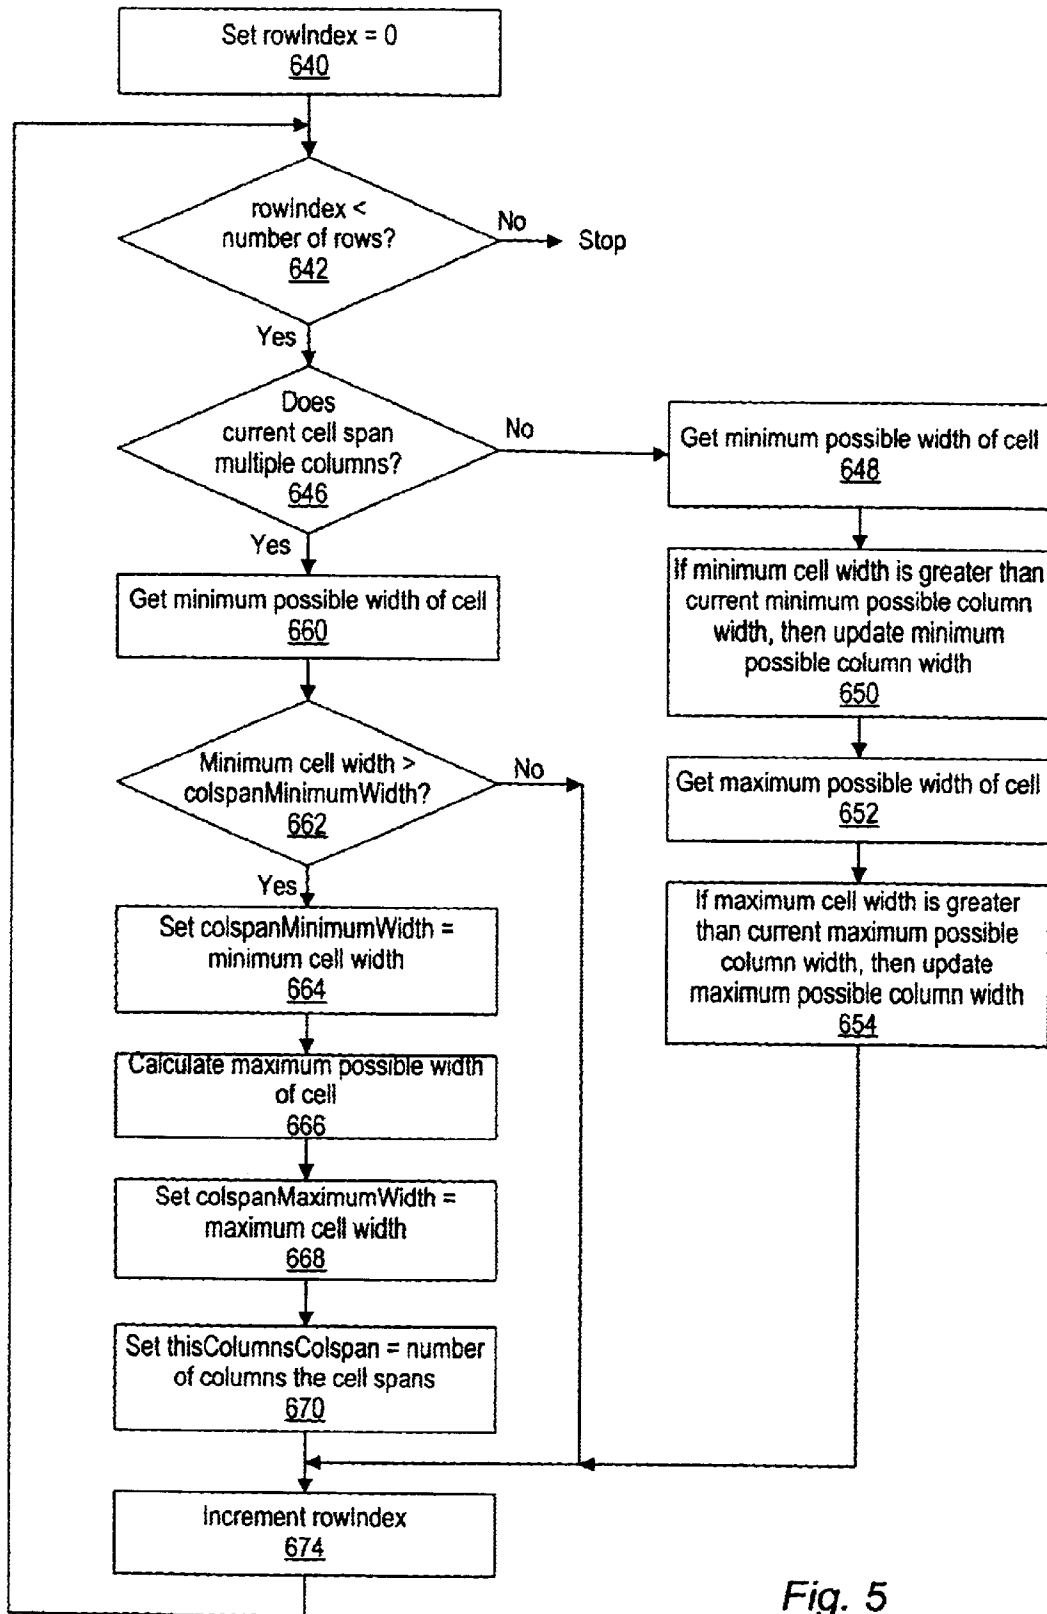 Set rowIndex = 0
640
rowIndex <
number of rows?
642
No
Stop
Yes
Does
current cell span
multiple columns?
646
No
Yes
Get minimum possible width of cell
648
If minimum cell width is greater than
current minimum possible column
width, then update minimum
possible column width
650
Get maximum possible width of cell
652
If maximum cell width is greater
than current maximum possible
column width, then update
maximum possible column width
654
Get minimum possible width of cell
660
Minimum cell width >
colspanMinimumWidth?
662
No
Yes
Set colspanMinimumWidth =
minimum cell width
664
Calculate maximum possible width
of cell
666
Set colspanMaximumWidth =
maximum cell width
668
Set thisColumnsColspan = number
of columns the cell spans
670
Increment rowIndex
674
Fig. 5